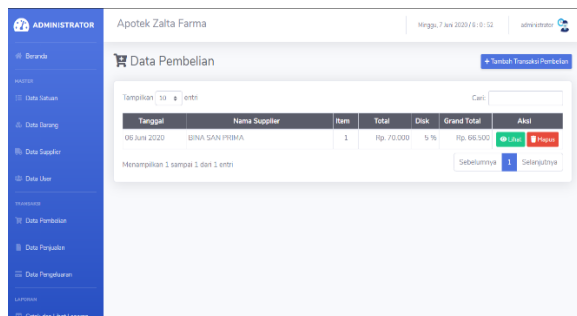 ADMINISTRATOR
Apotek Zalta Farma
Minggu, 7 Juni 2020 / 8 : 0 : 52
administrator
Beranda
Data Pembelian
+ Tambah Transaksi Pembelian
MASTER
Data Satuan
Tampilkan 10 entri
Cari:
Tanggal Nama Supplier Item Total Disk Grand Total Aksi
Data Barang
06 Juni 2020 BINA SAN PRIMA 1 Rp. 70.000 5 % Rp. 66.500 Lihat Hapus
Data Supplier
Menampilkan 1 sampai 1 dari 1 entri
Sebelumnya 1 Selanjutnya
Data User
TRANSAKSI
Data Pembelian
Data Penjualan
Data Pengeluaran
LAPORAN